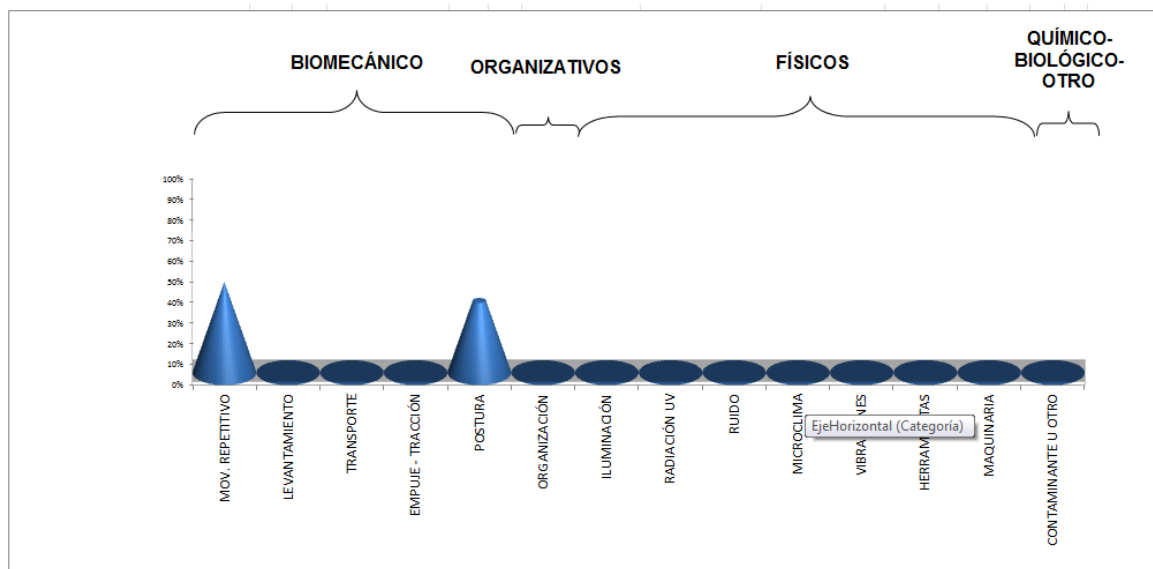 BIOMECÁNICO
ORGANIZATIVOS
FÍSICOS
QUÍMICO-
BIOLÓGICO-
OTRO
100%
90%
80%
70%
60%
50%
40%
30%
20%
10%
0%
MOV. REPETITIVO
LEVANTAMIENTO
TRANSPORTE
EMPUJE - TRACCIÓN
POSTURA
ORGANIZACIÓN
ILUMINACIÓN
RADIACIÓN UV
RUIDO
MICROCLIMA
EjeHorizontal (Categoría)
MAQUINARIA
CONTAMINANTE U OTRO